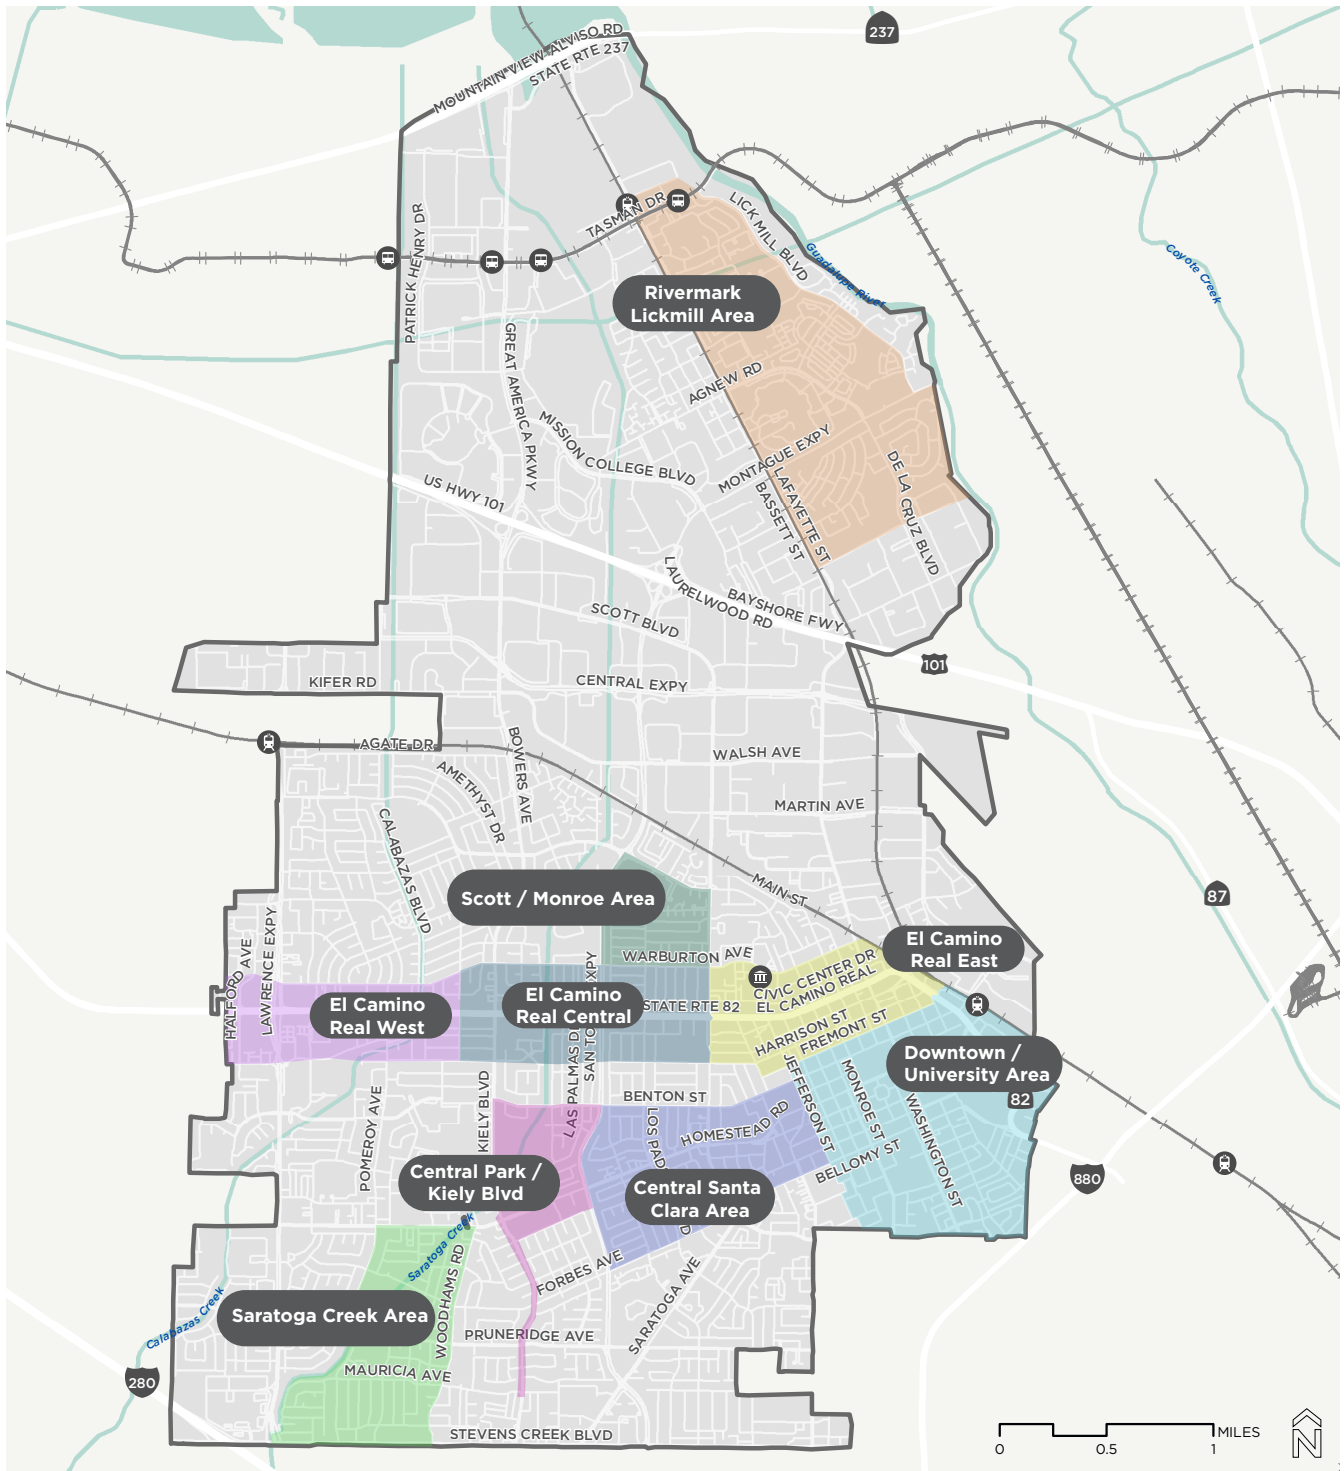 237
MOUNTAIN VIEW ALVISO RD
STATE RTE 237
PATRICK HENRY DR
TASMAN DR
LICK MILL BLVD
Guadalupe River
Coyote Creek
Rivermark
Lickmill Area
GREAT AMERICA PKWY
AGNEW RD
MISSION COLLEGE BLVD
MONTAGUE EXPY
LAFAYETTE ST
BASSETT ST
DE LA CRUZ BLVD
US HWY 101
LAURELWOOD RD
BAYSHORE FWY
SCOTT BLVD
101
KIFER RD
CENTRAL EXPY
AGATE DR
BOWERS AVE
WALSH AVE
AMETHYST DR
MARTIN AVE
CALABAZAS BLVD
MAIN ST
87
Scott / Monroe Area
HALFORD AVE
LAWRENCE EXPY
WARBURTON AVE
El Camino
Real East
CIVIC CENTER DR
EL CAMINO REAL
El Camino
Real West
El Camino
Real Central
STATE RTE 82
HARRISON ST
FREMONT ST
LAS PALMAS DR
Downtown /
University Area
82
JEFFERSON ST
MONROE ST
WASHINGTON ST
BENTON ST
POMEROY AVE
KIELY BLVD
HOMESTEAD RD
BELLOMY ST
880
Central Park /
Kiely Blvd
Central Santa
Clara Area
Saratoga Creek
WOODHAMS RD
FORBES AVE
SARATOGA AVE
Calabazas Creek
Saratoga Creek Area
PRUNERIDGE AVE
MAURICIA AVE
280
STEVENS CREEK BLVD
MILES
0 0.5 1
N